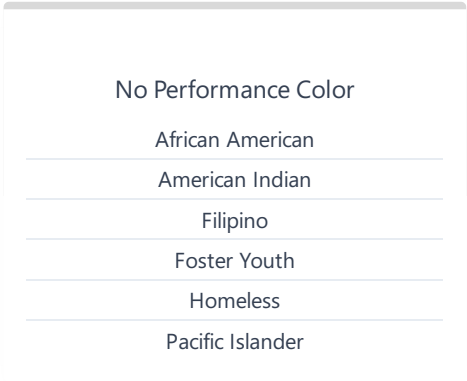 No Performance Color
African American
American Indian
Filipino
Foster Youth
Homeless
Pacific Islander